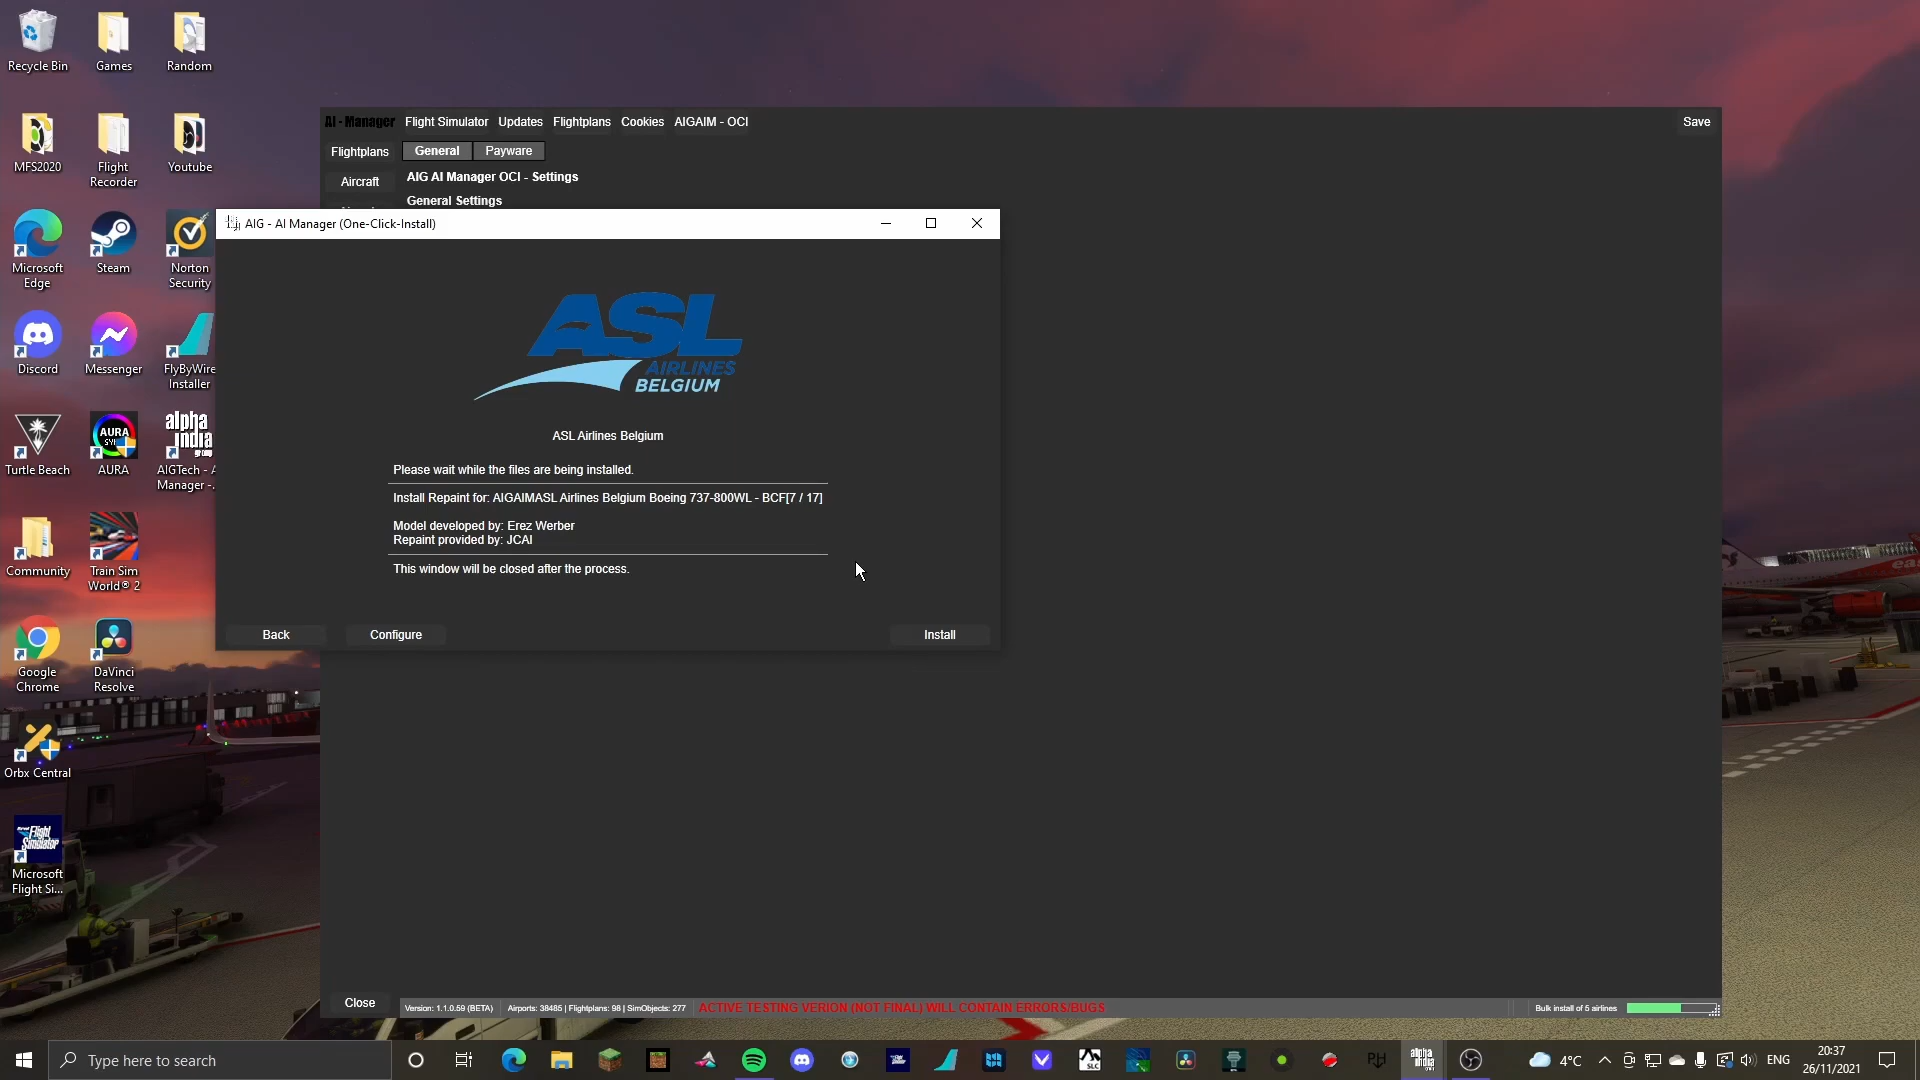 Recycle Bin
Games
Random
MFS2020
Flight
Recorder
Youtube
Microsoft
Edge
Steam
Norton
Security
Discord
Messenger
FlyByWire
Installer
Turtle Beach
AURA
AIGTech - A
Manager -.
Community
Train Sim
World® 2
Google
Chrome
DaVinci
Resolve
Orbx Central
Microsoft
Flight Si...
AI - Manager
Flight Simulator
Updates
Flightplans
Cookies
AIGAIM - OCI
Save
Flightplans
General
Payware
Aircraft
AIG AI Manager OCI - Settings
General Settings
AIG - AI Manager (One-Click-Install)
ASL
AIRLINES
BELGIUM
ASL Airlines Belgium
Please wait while the files are being installed.
Install Repaint for: AIGAIMASL Airlines Belgium Boeing 737-800WL - BCF[7 / 17]
Model developed by: Erez Werber
Repaint provided by: JCAI
This window will be closed after the process.
Back
Configure
Install
Close
Version: 1.1.0.59 (BETA)
Airports: 38485 | Flightplans: 98 | SimObjects: 277
ACTIVE TESTING VERION (NOT FINAL) WILL CONTAIN ERRORS/BUGS
Bulk install of 5 airlines
Type here to search
4°C
ENG
20:37
26/11/2021